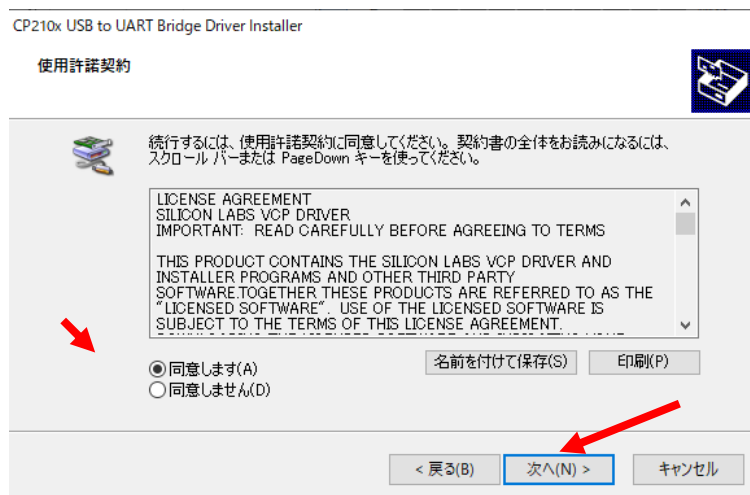 CP210x USB to UART Bridge Driver Installer
使用許諾契約
続行するには、使用許諾契約に同意してください。契約書の全体をお読みになるには、
スクロール バーまたは PageDown キーを使ってください。
LICENSE AGREEMENT
SILICON LABS VCP DRIVER
IMPORTANT:  READ CAREFULLY BEFORE AGREEING TO TERMS
THIS PRODUCT CONTAINS THE SILICON LABS VCP DRIVER AND
INSTALLER PROGRAMS AND OTHER THIRD PARTY
SOFTWARE.TOGETHER THESE PRODUCTS ARE REFERRED TO AS THE
"LICENSED SOFTWARE".  USE OF THE LICENSED SOFTWARE IS
SUBJECT TO THE TERMS OF THIS LICENSE AGREEMENT.
名前を付けて保存(S) 印刷(P)
同意します(A)
同意しません(D)
< 戻る(B) 次へ(N) > キャンセル